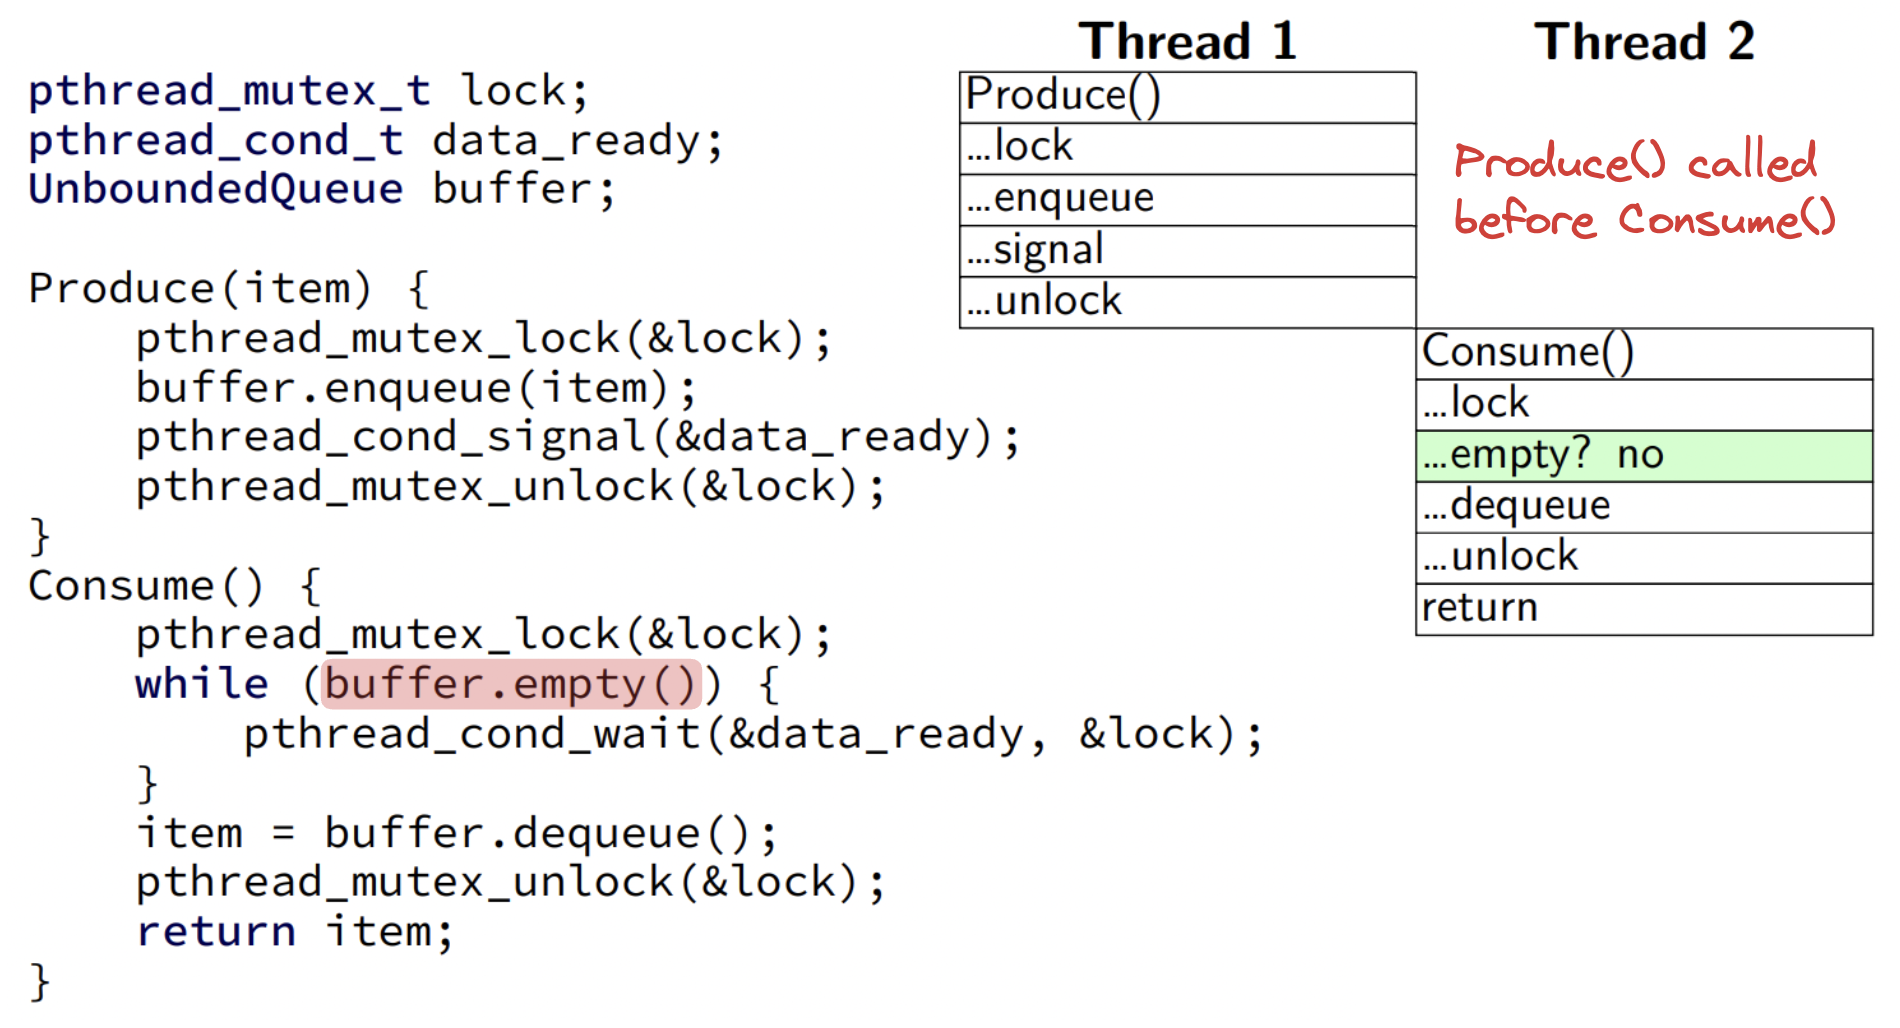 pthread_mutex_t lock;
pthread_cond_t data_ready;
UnboundedQueue buffer;
Produce(item) {
pthread_mutex_lock(&lock);
buffer.enqueue(item);
pthread_cond_signal(&data_ready);
pthread_mutex_unlock(&lock);
}
Consume() {
pthread_mutex_lock(&lock);
while (buffer.empty()) {
pthread_cond_wait(&data_ready, &lock);
}
item = buffer.dequeue();
pthread_mutex_unlock(&lock);
return item;
}
Thread 1
Produce()
…lock
…enqueue
…signal
…unlock
Thread 2
Produce() called
before Consume()
Consume()
…lock
…empty? no
…dequeue
…unlock
return